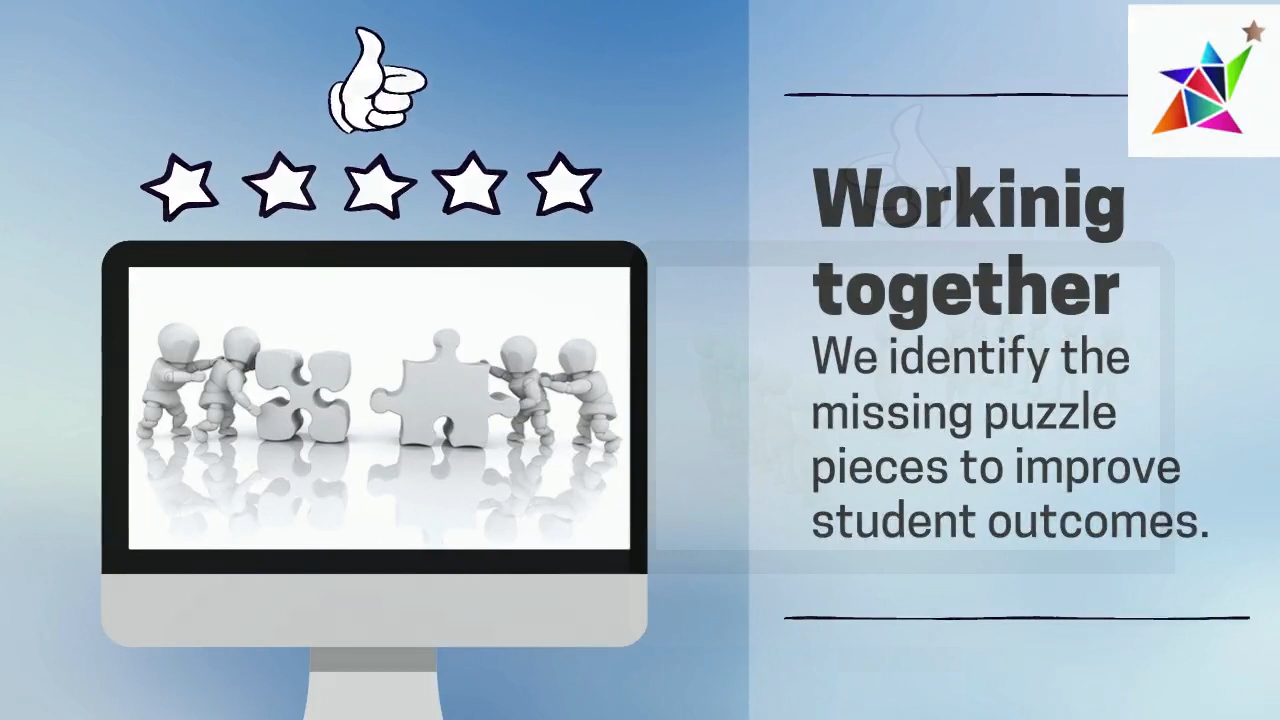 Workinig
together
We identify the
missing puzzle
pieces to improve
student outcomes.